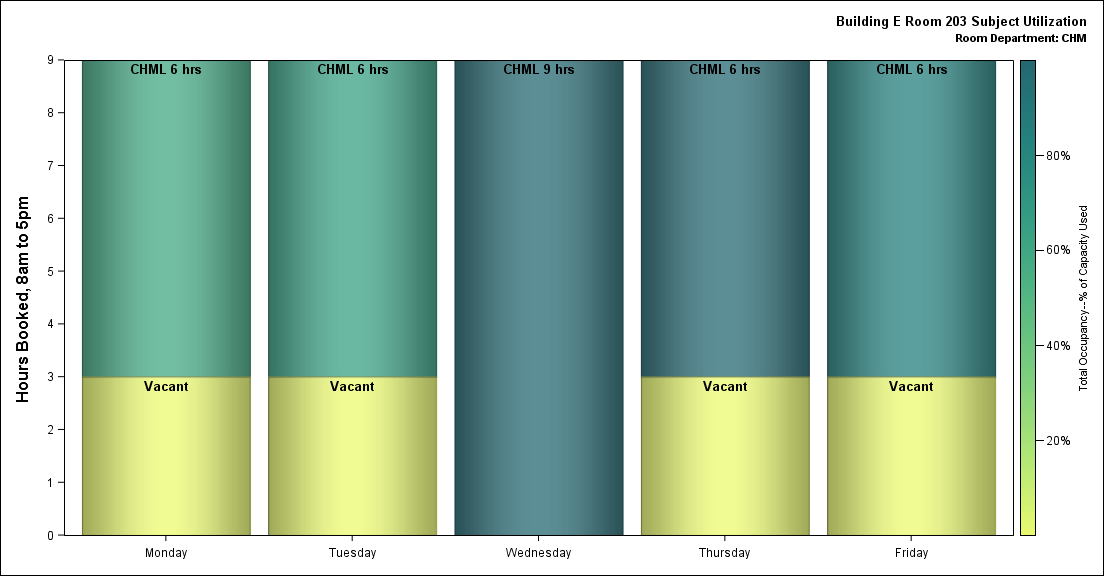 Building E Room 203 Subject Utilization
Room Department: CHM
Hours Booked, 8am to 5pm
9
8
7
6
5
4
3
2
1
0
CHML 6 hrs
CHML 6 hrs
CHML 9 hrs
CHML 6 hrs
CHML 6 hrs
Vacant
Vacant
Vacant
Vacant
Monday
Tuesday
Wednesday
Thursday
Friday
80%
60%
40%
20%
Total Occupancy--% of Capacity Used